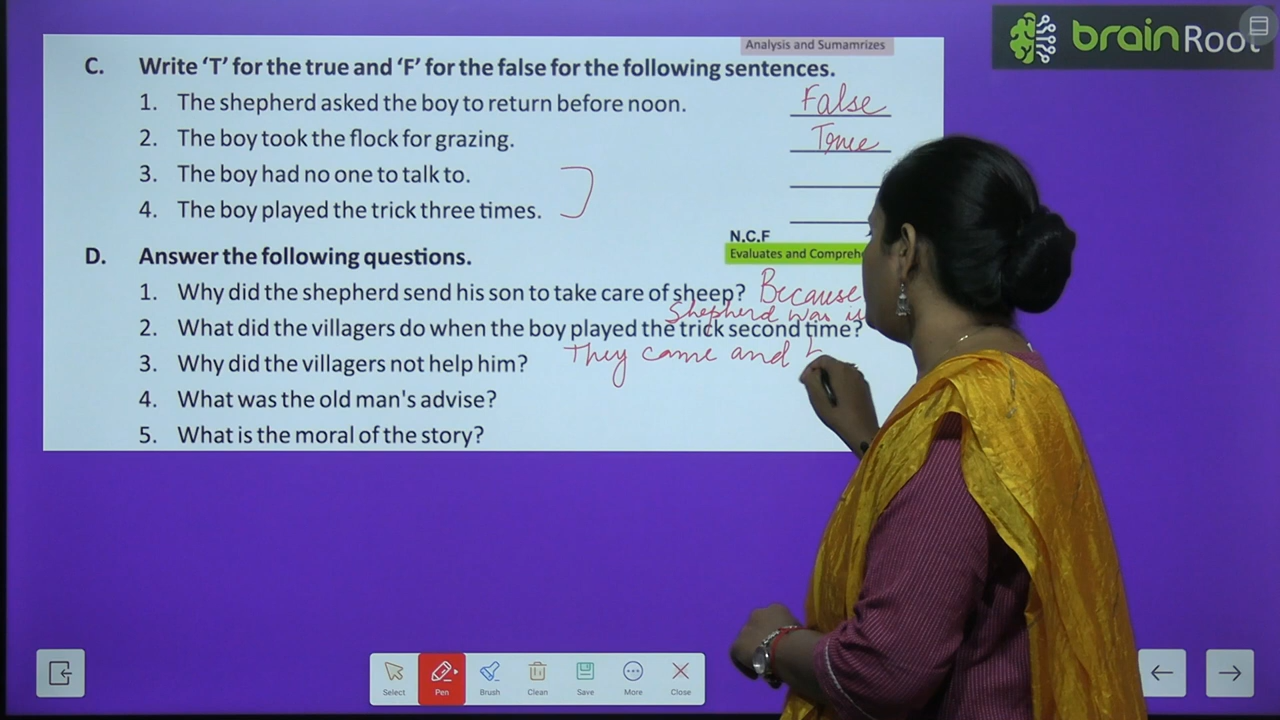 brainRoot
Analysis and Sumamrizes
C. Write ‘T’ for the true and ‘F’ for the false for the following sentences.
1. The shepherd asked the boy to return before noon. False
2. The boy took the flock for grazing. True
3. The boy had no one to talk to.
4. The boy played the trick three times.
N.C.F
D. Answer the following questions. Evaluates and
1. Why did the shepherd send his son to take care of sheep? Because
Shepherd was
2. What did the villagers do when the boy played the trick second time?
They came and
3. Why did the villagers not help him?
4. What was the old man's advise?
5. What is the moral of the story?
Select Pen Brush Clean Save More Close